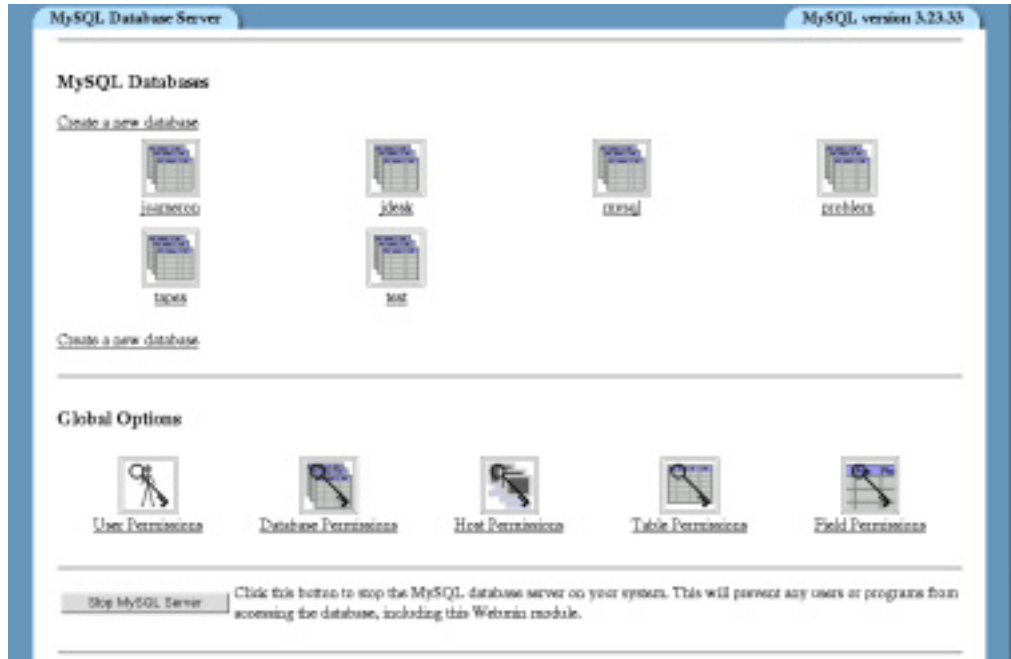 MySQL Database Server
MySQL version 3.23.33
MySQL Databases
Create a new database
jcameron jdesk mysql problem
tapes test
Create a new database
Global Options
User Permissions Database Permissions Host Permissions Table Permissions Field Permissions
Stop MySQL Server
Click this button to stop the MySQL database server on your system. This will prevent any users or programs from
accessing the database, including this Webmin module.